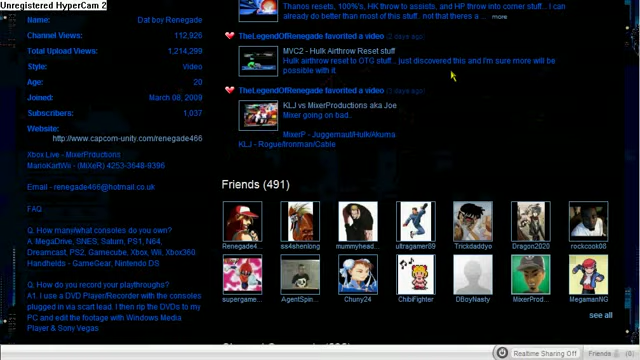 Unregistered HyperCam 2
Name: Dat boy Renegade
Channel Views: 112,926
Total Upload Views: 1,214,299
Style: Video
Age: 20
Joined: March 09, 2009
Subscribers: 1,037
Website:
http://www.capcom-unity.com/renegade466
Xbox Live - MixerPrductions
MarioKartWii - (MiXeR) 4253-3648-9396
Email - renegade466@hotmail.co.uk
FAQ
Q. How many/what consoles do you own?
A. MegaDrive, SNES, Saturn, PS1, N64,
Dreamcast, PS2, Gamecube, Xbox, Wii, Xbox360
Handhelds - GameGear, Nintendo DS
Q. How do you record your playthroughs?
A1. I use a DVD Player/Recorder with the consoles
plugged in via scart lead. I then rip the DVDs to my
PC and edit the footage with Windows Media
Player & Sony Vegas
Thanos resets, 100%'s, HK throw to assists, and HP throw into corner stuff... I can
already do better than most of this stuff.. not that theres a ... more
TheLegendOfRenegade favorited a video (2 days ago)
MVC2 - Hulk Airthrow Reset stuff
Hulk airthrow reset to OTG stuff... just discovered this and I'm sure more will be
possible with it
TheLegendOfRenegade favorited a video (3 days ago)
KLJ vs MixerProductions aka Joe
Mixer going on bad..
MixerP - Juggernaut/Hulk/Akuma
KLJ - Rogue/Ironman/Cable
Friends (491)
Renegade4... ss4shenlong mummyhead... ultragamer89 Trickdaddyo Dragon2020 rockcook08
supergame... AgentSpin... Chuny24 ChibiFighter DBoyNasty MixerProd... MegamanNG
see all
Realtime Sharing Off Friends (0)